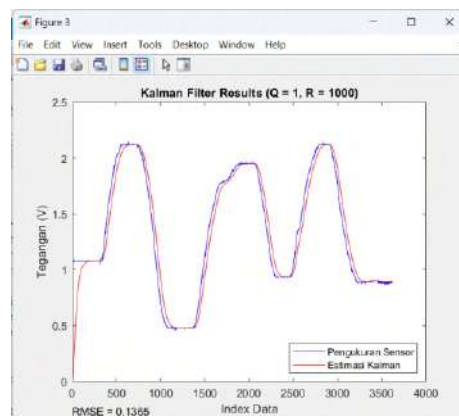 Figure 3
File Edit View Insert Tools Desktop Window Help
Kalman Filter Results (Q = 1, R = 1000)
2.5
2
1.5
1
0.5
0
Tegangan (V)
0 500 1000 1500 2000 2500 3000 3500 4000
Index Data
Pengukuran Sensor
Estimasi Kalman
RMSE = 0.1365